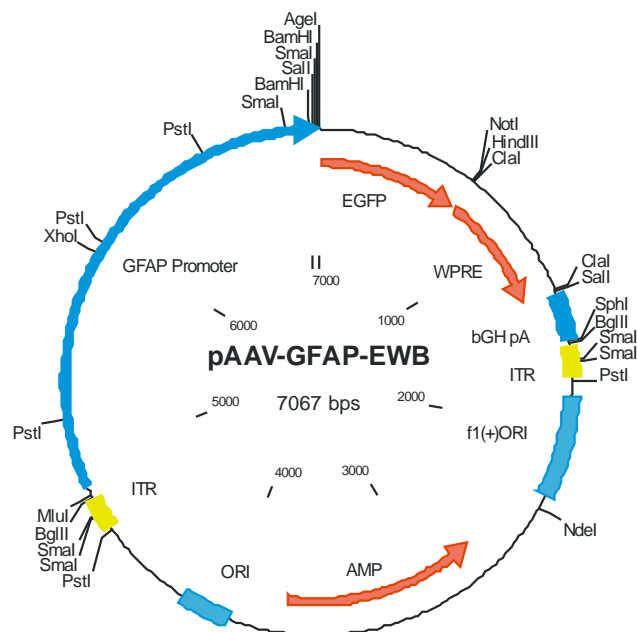 AgeI
BamHI
SmaI
SalI
BamHI
SmaI
PstI
NotI
HindIII
ClaI
EGFP
PstI
XhoI
GFAP Promoter
II
7000
WPRE
ClaI
SalI
SphI
BglII
SmaI
SmaI
PstI
1000
6000
bGH pA
ITR
pAAV-GFAP-EWB
7067 bps
5000
2000
f1(+)ORI
PstI
4000
3000
ITR
MluI
BglII
SmaI
SmaI
PstI
NdeI
ORI
AMP